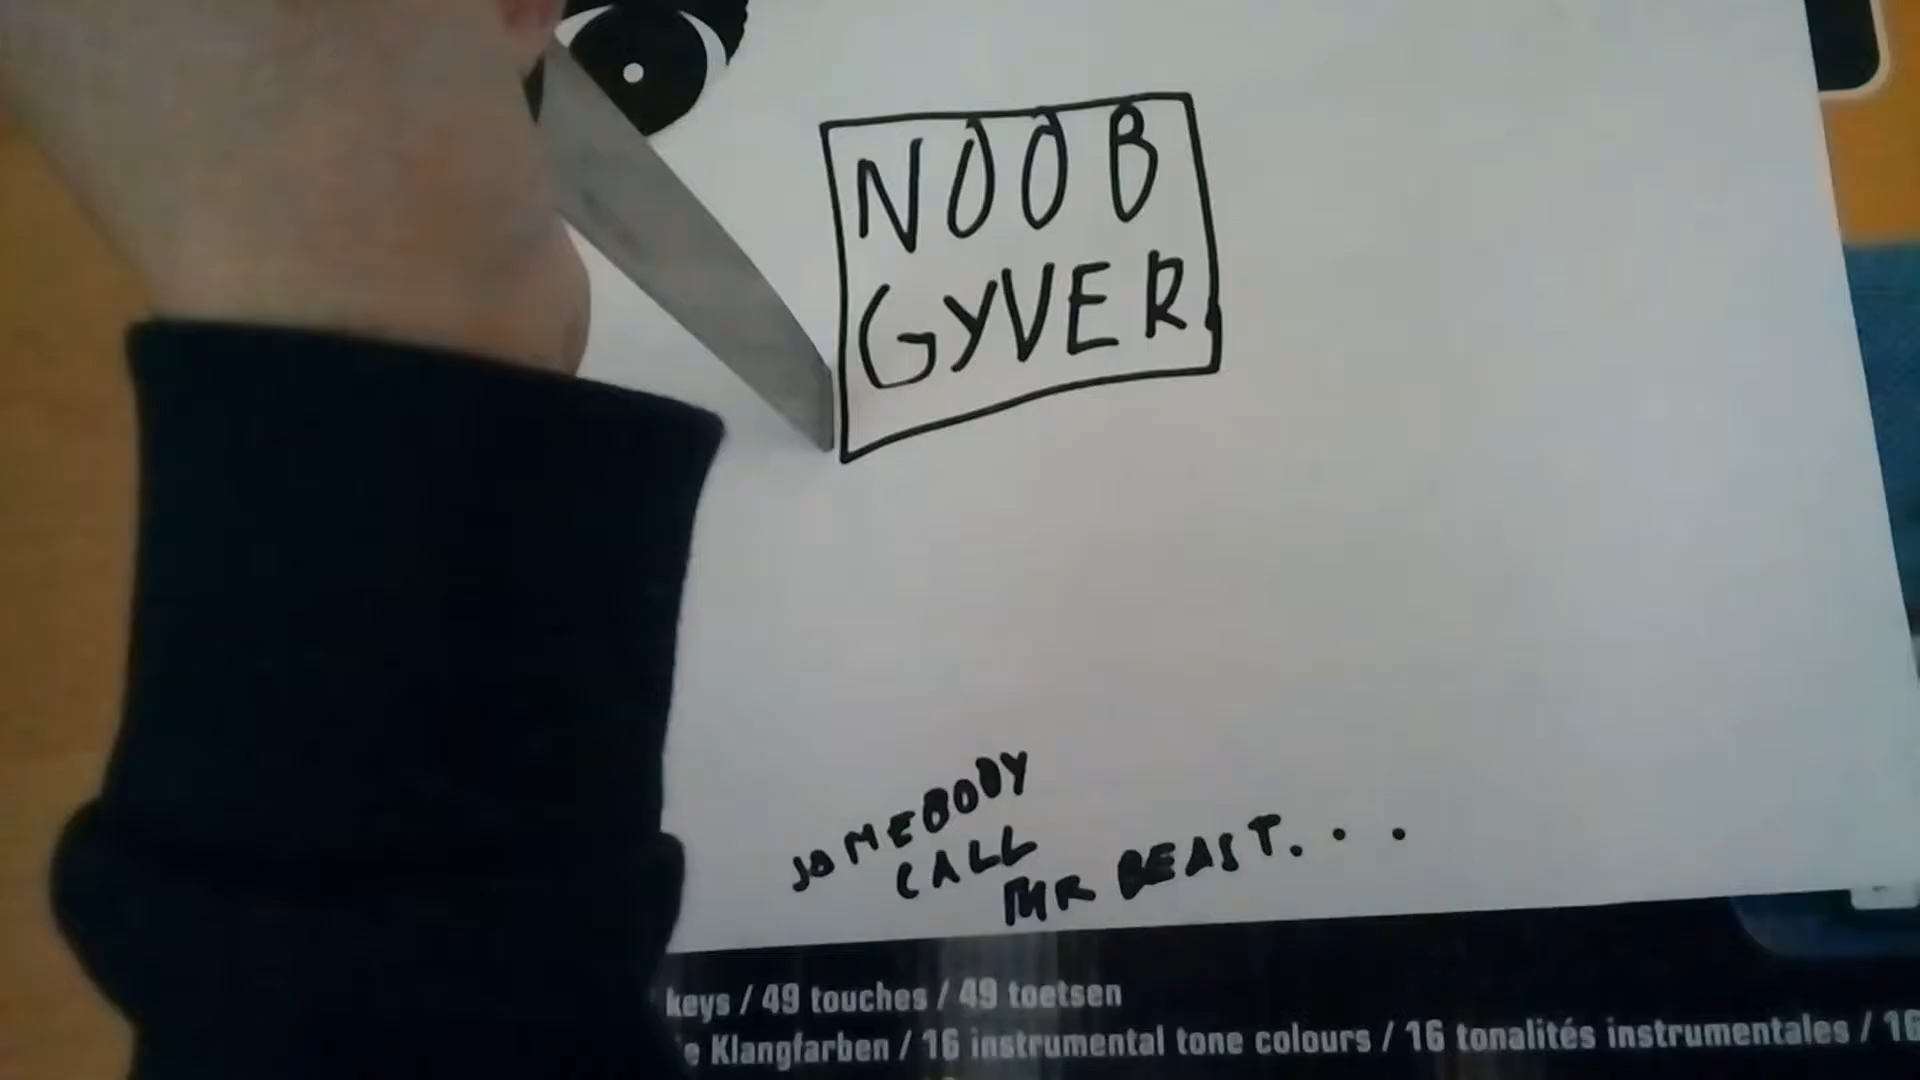 NOOB
GYVER
SOMEBODY
CALL
MR BEAST...
keys / 49 touches / 49 toetsen
e Klangfarben / 16 instrumental tone colours / 16 tonalités instrumentales / 16